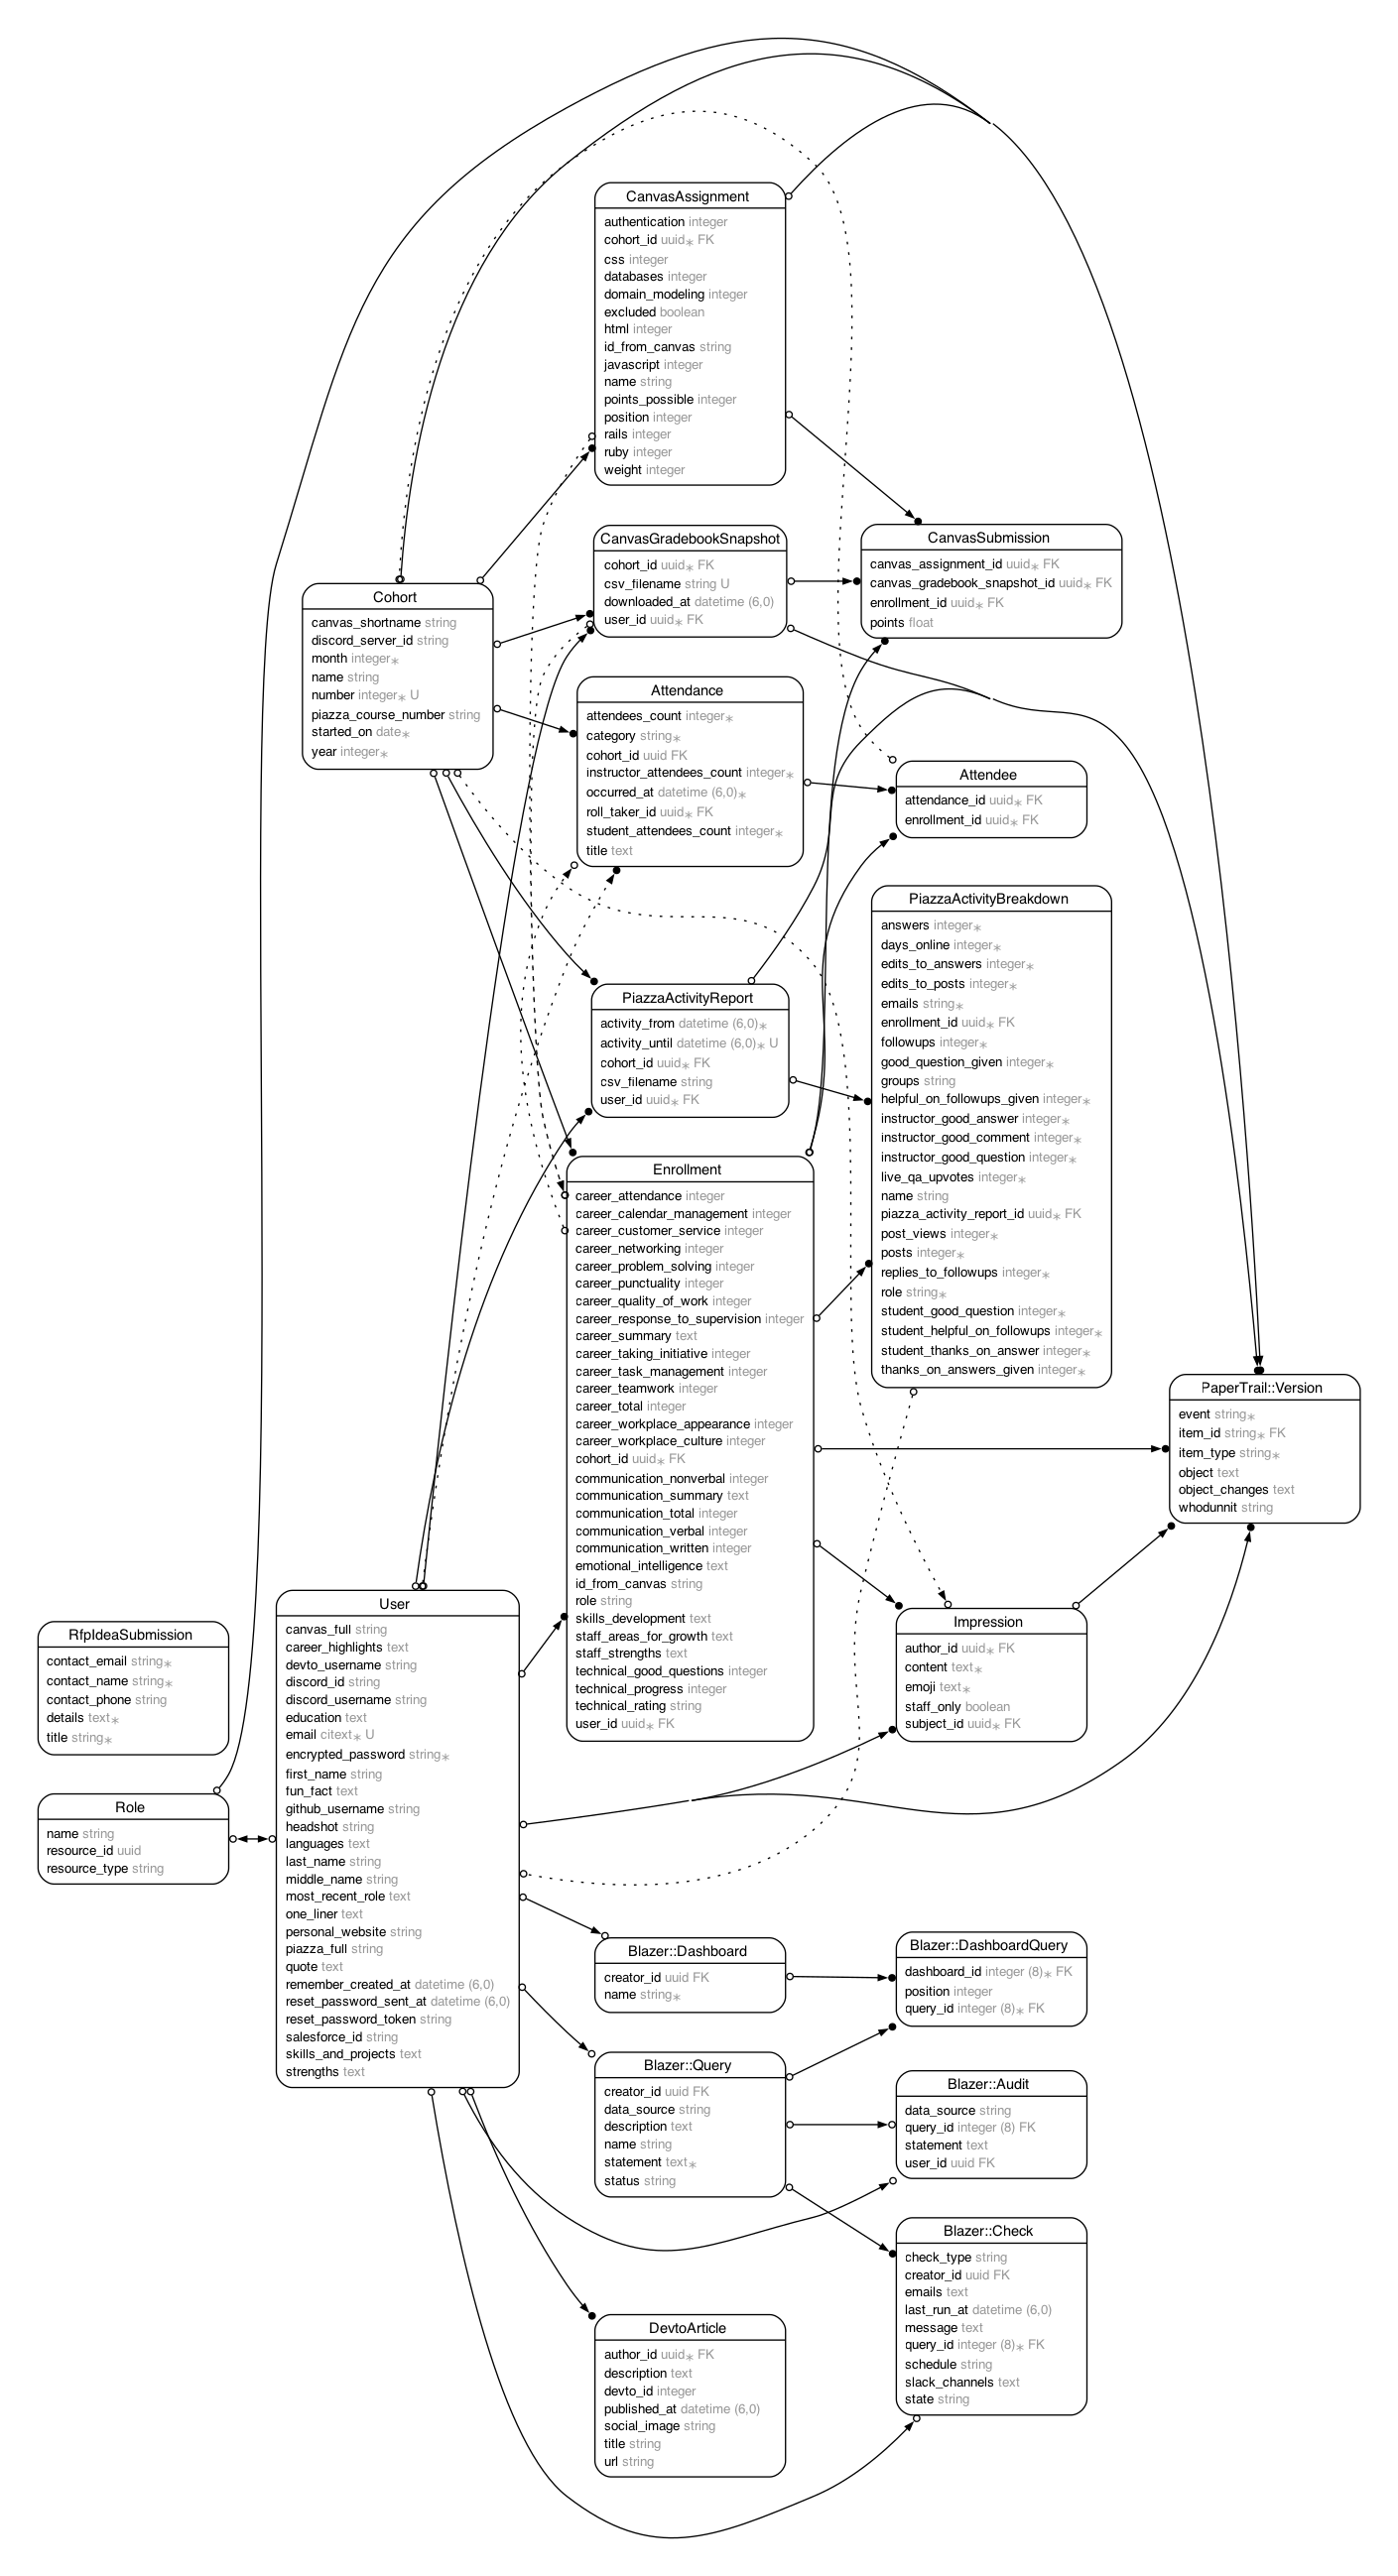 CanvasAssignment
authentication integer
cohort_id uuid∗ FK
css integer
databases integer
domain_modeling integer
excluded boolean
html integer
id_from_canvas string
javascript integer
name string
points_possible integer
position integer
rails integer
ruby integer
weight integer
CanvasGradebookSnapshot
cohort_id uuid∗ FK
csv_filename string U
downloaded_at datetime (6,0)
user_id uuid∗ FK
CanvasSubmission
canvas_assignment_id uuid∗ FK
canvas_gradebook_snapshot_id uuid∗ FK
enrollment_id uuid∗ FK
points float
Cohort
canvas_shortname string
discord_server_id string
month integer∗
name string
number integer∗ U
piazza_course_number string
started_on date∗
year integer∗
Attendance
attendees_count integer∗
category string∗
cohort_id uuid FK
instructor_attendees_count integer∗
occurred_at datetime (6,0)∗
roll_taker_id uuid∗ FK
student_attendees_count integer∗
title text
Attendee
attendance_id uuid∗ FK
enrollment_id uuid∗ FK
PiazzaActivityBreakdown
answers integer∗
days_online integer∗
edits_to_answers integer∗
edits_to_posts integer∗
emails string∗
enrollment_id uuid∗ FK
followups integer∗
good_question_given integer∗
groups string
helpful_on_followups_given integer∗
instructor_good_answer integer∗
instructor_good_comment integer∗
instructor_good_question integer∗
live_qa_upvotes integer∗
name string
piazza_activity_report_id uuid∗ FK
post_views integer∗
posts integer∗
replies_to_followups integer∗
role string∗
student_good_question integer∗
student_helpful_on_followups integer∗
student_thanks_on_answer integer∗
thanks_on_answers_given integer∗
PiazzaActivityReport
activity_from datetime (6,0)∗
activity_until datetime (6,0)∗ U
cohort_id uuid∗ FK
csv_filename string
user_id uuid∗ FK
Enrollment
career_attendance integer
career_calendar_management integer
career_customer_service integer
career_networking integer
career_problem_solving integer
career_punctuality integer
career_quality_of_work integer
career_response_to_supervision integer
career_summary text
career_taking_initiative integer
career_task_management integer
career_teamwork integer
career_total integer
career_workplace_appearance integer
career_workplace_culture integer
cohort_id uuid∗ FK
communication_nonverbal integer
communication_summary text
communication_total integer
communication_verbal integer
communication_written integer
emotional_intelligence text
id_from_canvas string
role string
skills_development text
staff_areas_for_growth text
staff_strengths text
technical_good_questions integer
technical_progress integer
technical_rating string
user_id uuid∗ FK
PaperTrail::Version
event string∗
item_id string∗ FK
item_type string∗
object text
object_changes text
whodunnit string
Impression
author_id uuid∗ FK
content text∗
emoji text∗
staff_only boolean
subject_id uuid∗ FK
RfpIdeaSubmission
contact_email string∗
contact_name string∗
contact_phone string
details text∗
title string∗
Role
name string
resource_id uuid
resource_type string
User
canvas_full string
career_highlights text
devto_username string
discord_id string
discord_username string
education text
email citext∗ U
encrypted_password string∗
first_name string
fun_fact text
github_username string
headshot string
languages text
last_name string
middle_name string
most_recent_role text
one_liner text
personal_website string
piazza_full string
quote text
remember_created_at datetime (6,0)
reset_password_sent_at datetime (6,0)
reset_password_token string
salesforce_id string
skills_and_projects text
strengths text
Blazer::Dashboard
creator_id uuid FK
name string∗
Blazer::DashboardQuery
dashboard_id integer (8)∗ FK
position integer
query_id integer (8)∗ FK
Blazer::Query
creator_id uuid FK
data_source string
description text
name string
statement text∗
status string
Blazer::Audit
data_source string
query_id integer (8) FK
statement text
user_id uuid FK
Blazer::Check
check_type string
creator_id uuid FK
emails text
last_run_at datetime (6,0)
message text
query_id integer (8)∗ FK
schedule string
slack_channels text
state string
DevtoArticle
author_id uuid∗ FK
description text
devto_id integer
published_at datetime (6,0)
social_image string
title string
url string